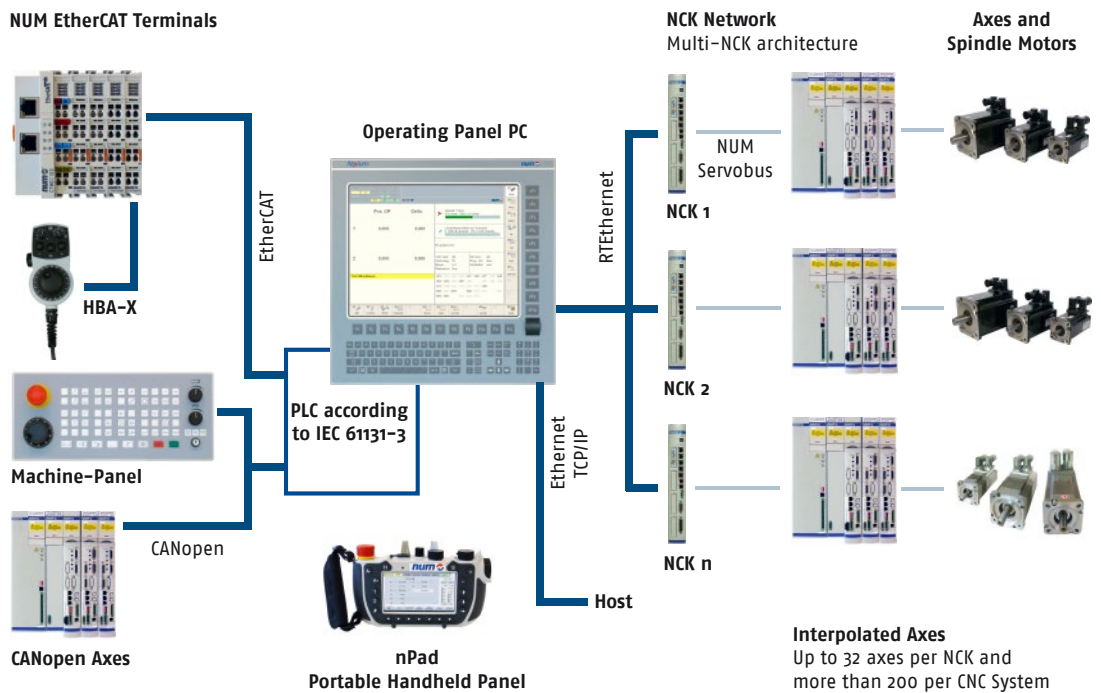 NUM EtherCAT Terminals
NCK Network
Multi-NCK architecture
Axes and
Spindle Motors
Operating Panel PC
EtherCAT
HBA-X
RTEthernet
NUM
Servobus
NCK 1
NCK 2
PLC according
to IEC 61131-3
Machine-Panel
Ethernet
TCP/IP
CANopen
num
NCK n
Host
CANopen Axes
nPad
Portable Handheld Panel
Interpolated Axes
Up to 32 axes per NCK and
more than 200 per CNC System